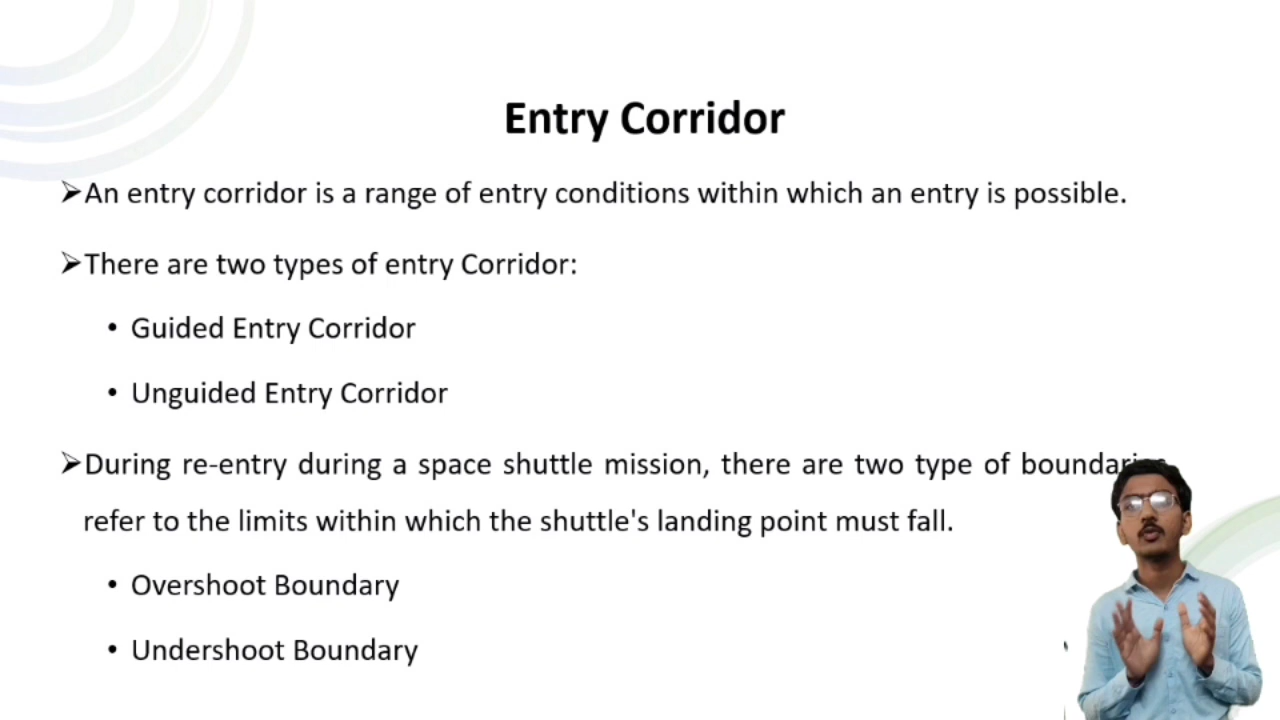 Entry Corridor
➢An entry corridor is a range of entry conditions within which an entry is possible.
➢There are two types of entry Corridor:
• Guided Entry Corridor
• Unguided Entry Corridor
➢During re-entry during a space shuttle mission, there are two type of
refer to the limits within which the shuttle's landing point must fall.
• Overshoot Boundary
• Undershoot Boundary